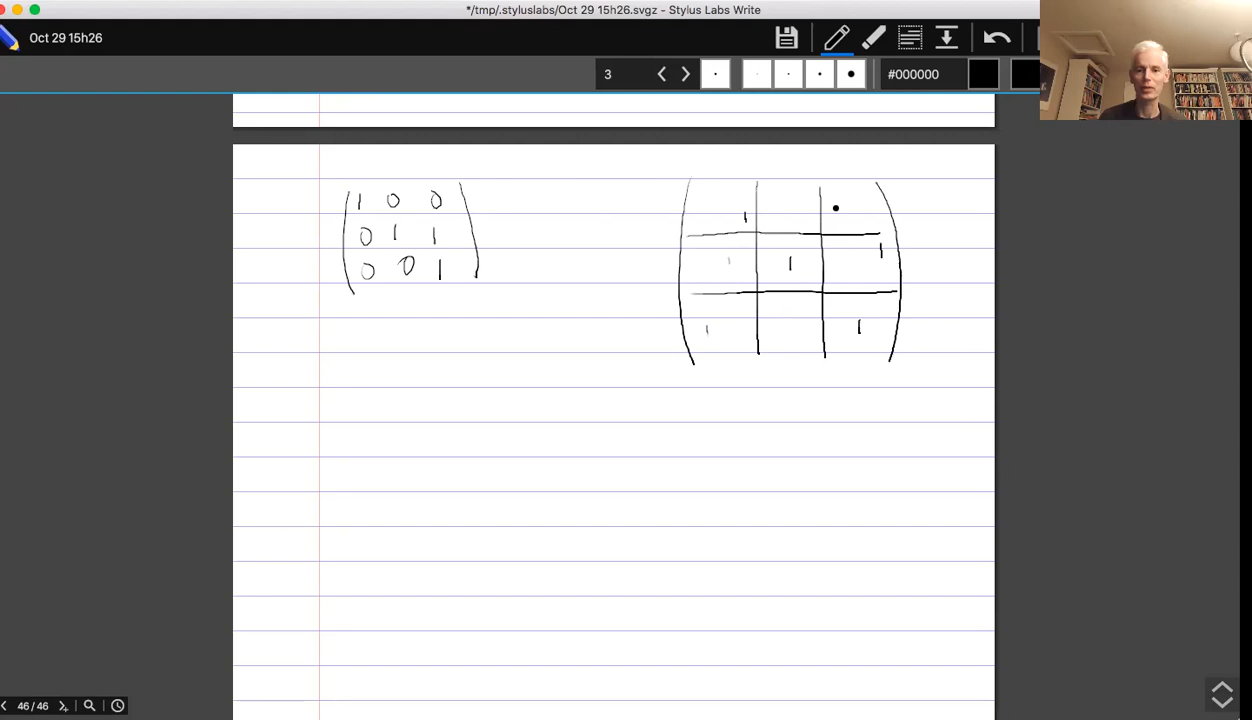 */tmp/.styluslabs/Oct 29 15h26.svgz - Stylus Labs Write
Oct 29 15h26
3
#000000
1 0 0
0 1 1
0 0 1
1
1 1 1
1 1
46/46